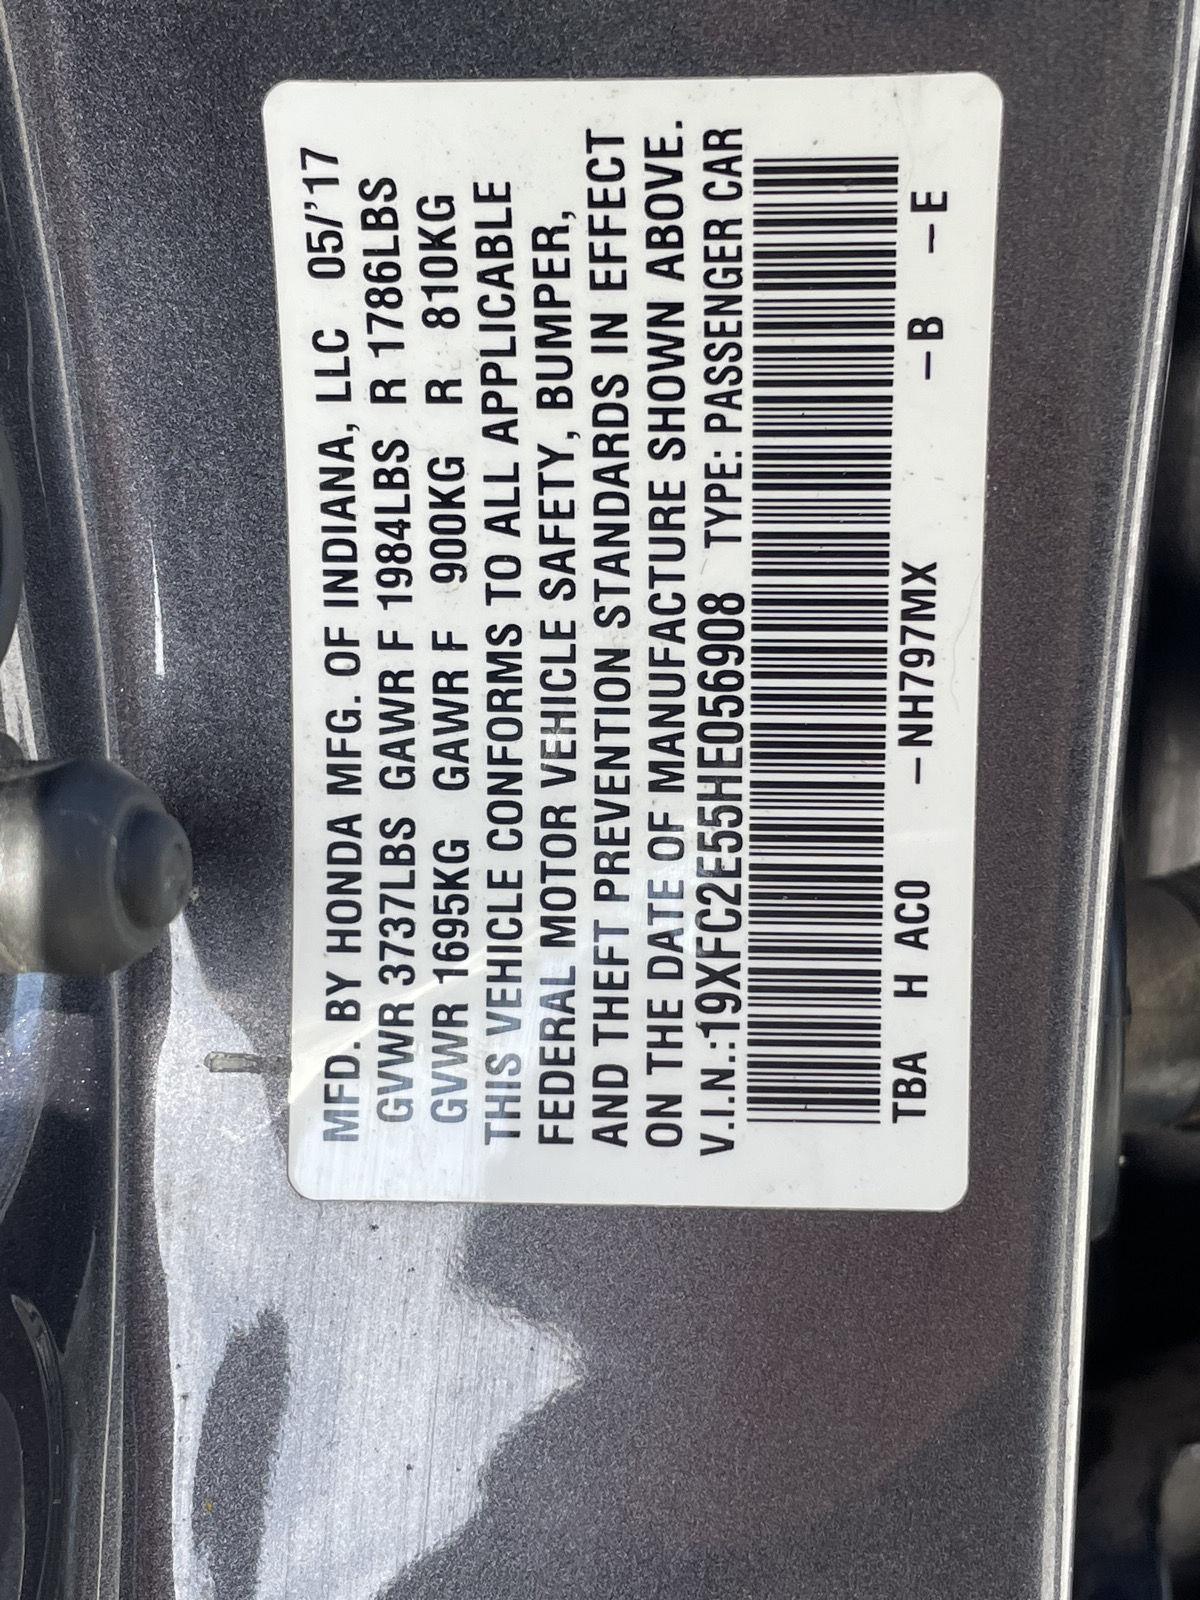 MFD. BY HONDA MFG. OF INDIANA, LLC 05/'17
GVWR 3737LBS GAWR F 1984LBS R 1786LBS
GVWR 1695KG GAWR F 900KG R 810KG
THIS VEHICLE CONFORMS TO ALL APPLICABLE
FEDERAL MOTOR VEHICLE SAFETY, BUMPER,
AND THEFT PREVENTION STANDARDS IN EFFECT
ON THE DATE OF MANUFACTURE SHOWN ABOVE.
V.I.N.:19XFC2E55HE056908 TYPE: PASSENGER CAR
TBA H AC0 –NH797MX –B –E